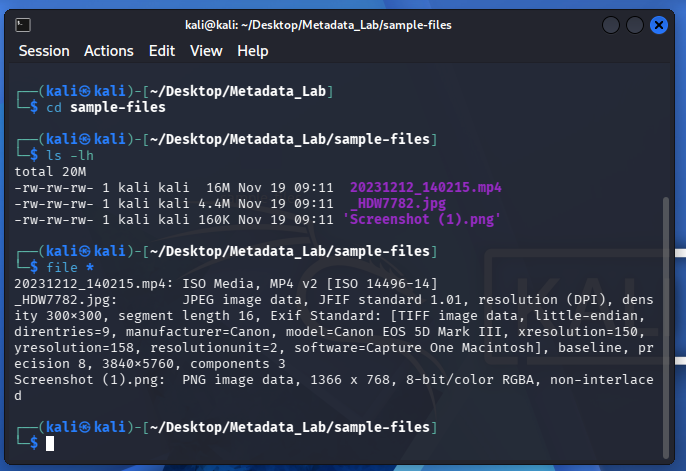 kali@kali: ~/Desktop/Metadata_Lab/sample-files
Session Actions Edit View Help
┌──(kali㉿kali)-[~/Desktop/Metadata_Lab]
└─$ cd sample-files
┌──(kali㉿kali)-[~/Desktop/Metadata_Lab/sample-files]
└─$ ls -lh
total 20M
-rw-rw-rw- 1 kali kali  16M Nov 19 09:11  20231212_140215.mp4
-rw-rw-rw- 1 kali kali 4.4M Nov 19 09:11  _HDW7782.jpg
-rw-rw-rw- 1 kali kali 160K Nov 19 09:11 'Screenshot (1).png'
┌──(kali㉿kali)-[~/Desktop/Metadata_Lab/sample-files]
└─$ file *
20231212_140215.mp4: ISO Media, MP4 v2 [ISO 14496-14]
_HDW7782.jpg:        JPEG image data, JFIF standard 1.01, resolution (DPI), dens
ity 300×300, segment length 16, Exif Standard: [TIFF image data, little-endian,
direntries=9, manufacturer=Canon, model=Canon EOS 5D Mark III, xresolution=150,
yresolution=158, resolutionunit=2, software=Capture One Macintosh], baseline, pr
ecision 8, 3840×5760, components 3
Screenshot (1).png:  PNG image data, 1366 x 768, 8-bit/color RGBA, non-interlace
d
┌──(kali㉿kali)-[~/Desktop/Metadata_Lab/sample-files]
└─$
KALI